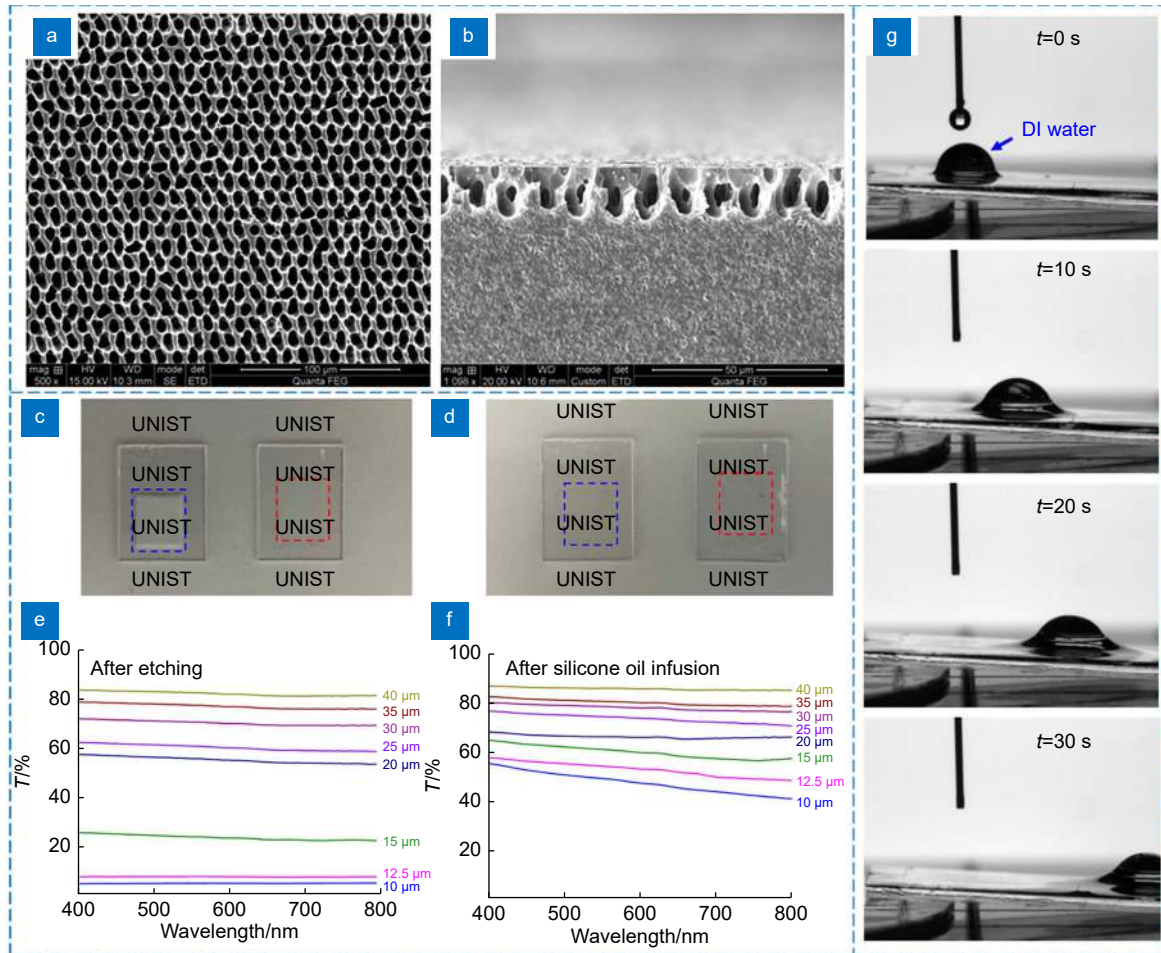 a
mag HV WD mode det
500 x 15.00 kV 10.3 mm SE ETD
100 µm
Quanta FEG
b
mag HV WD mode det
1 098 x 20.00 kV 10.6 mm Custom ETD
50 µm
Quanta FEG
c
UNIST UNIST
UNIST UNIST
UNIST UNIST
UNIST UNIST
d
UNIST UNIST
UNIST UNIST
UNIST UNIST
UNIST UNIST
e
After etching
T/%
100
80
60
40
20
40 µm
35 µm
30 µm
25 µm
20 µm
15 µm
12.5 µm
10 µm
400 500 600 700 800
Wavelength/nm
f
After silicone oil infusion
T/%
100
80
60
40
20
40 µm
35 µm
30 µm
25 µm
20 µm
15 µm
12.5 µm
10 µm
400 500 600 700 800
Wavelength/nm
g
t=0 s
DI water
t=10 s
t=20 s
t=30 s